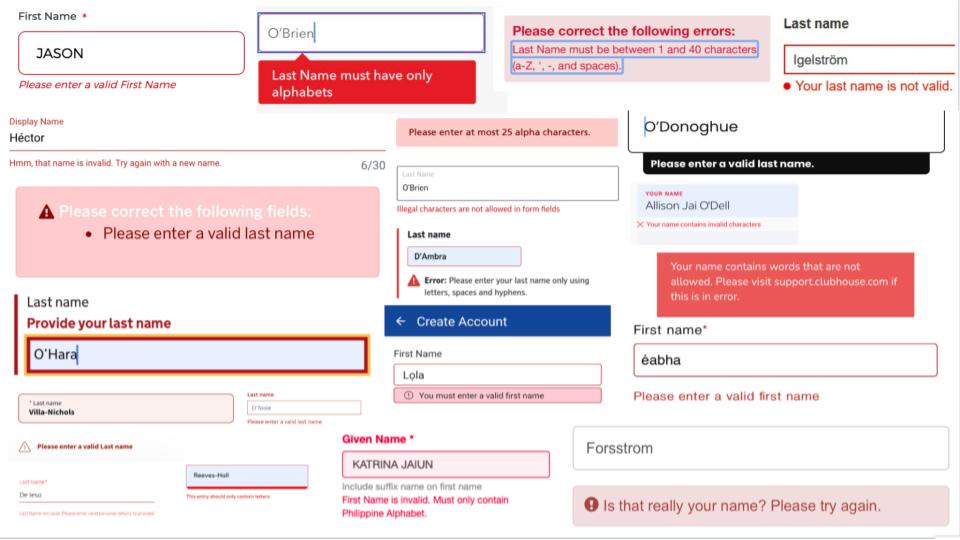 First Name *
JASON
Please enter a valid First Name
O'Brien
Last Name must have only
alphabets
Please correct the following errors:
Last Name must be between 1 and 40 characters
(a-Z, ', -, and spaces).
Last name
Igelström
Your last name is not valid.
Display Name
Héctor
Hmm, that name is invalid. Try again with a new name.
6/30
Please enter at most 25 alpha characters.
O'Donoghue
Please enter a valid last name.
Please correct the following fields:
• Please enter a valid last name
Last Name
O'Brien
Illegal characters are not allowed in form fields
YOUR NAME
Allison Jai O'Dell
Your name contains invalid characters
Last name
D'Ambra
Error: Please enter your last name only using
letters, spaces and hyphens.
Your name contains words that are not
allowed. Please visit support.clubhouse.com if
this is in error.
Last name
Provide your last name
O'Hara
Create Account
First Name
Lọla
You must enter a valid first name
First name*
éabha
Please enter a valid first name
* Last name
Villa-Nichols
Please enter a valid Last name
Last name
O'Toole
Please enter a valid last name
Last name*
De Ieso
Last Name not valid. Please enter valid personal details to proceed
Reeves-Hall
This entry should only contain letters
Given Name *
KATRINA JAIUN
Include suffix name on first name
First Name is invalid. Must only contain
Philippine Alphabet.
Forsstrom
Is that really your name? Please try again.